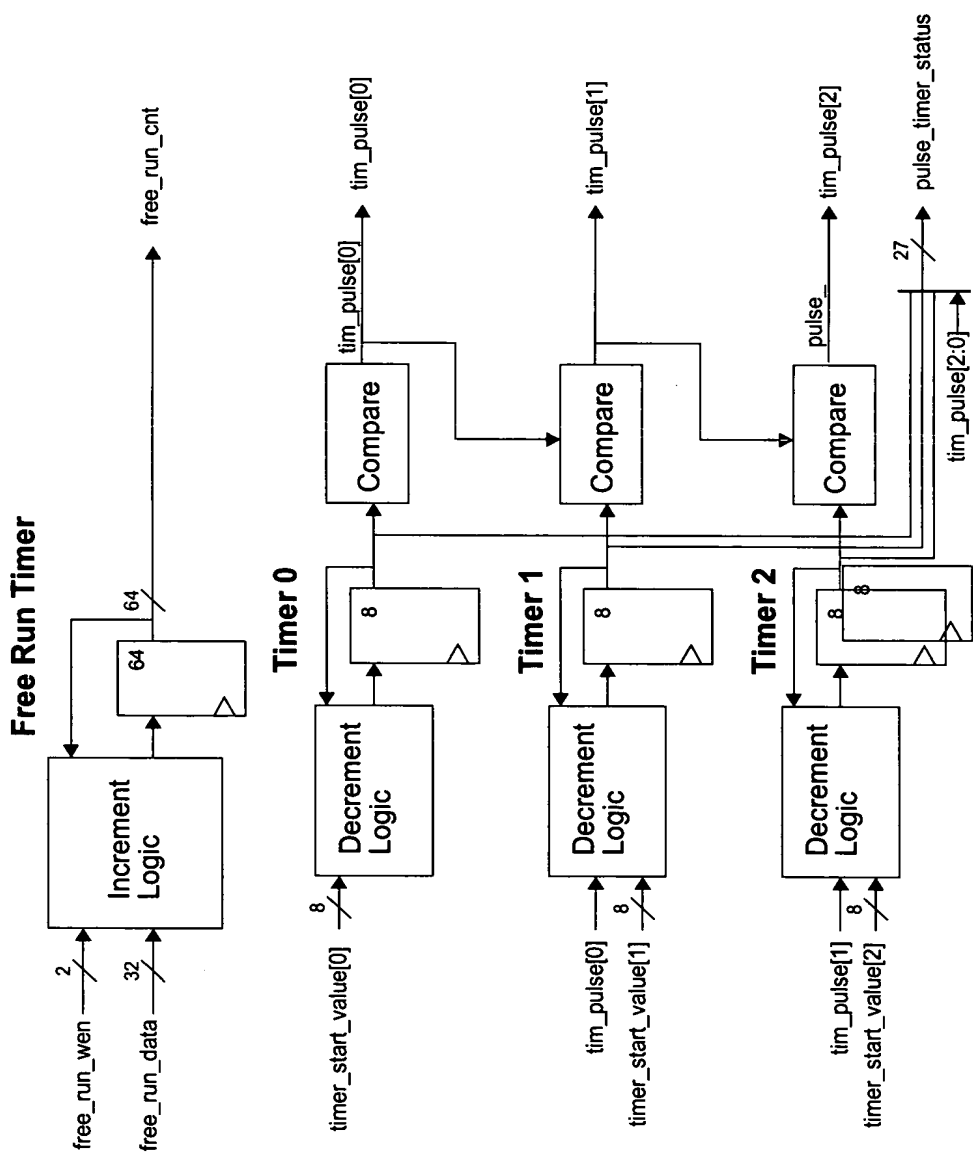 Free Run Timer
free_run_wen
2
free_run_data
32
Increment
Logic
64
64
free_run_cnt
Timer 0
timer_start_value[0]
8
Decrement
Logic
8
Compare
tim_pulse[0]
tim_pulse[0]
Timer 1
tim_pulse[0]
timer_start_value[1]
8
Decrement
Logic
8
Compare
tim_pulse[1]
Timer 2
tim_pulse[1]
timer_start_value[2]
8
Decrement
Logic
8
8
Compare
pulse_
tim_pulse[2]
27
pulse_timer_status
tim_pulse[2:0]